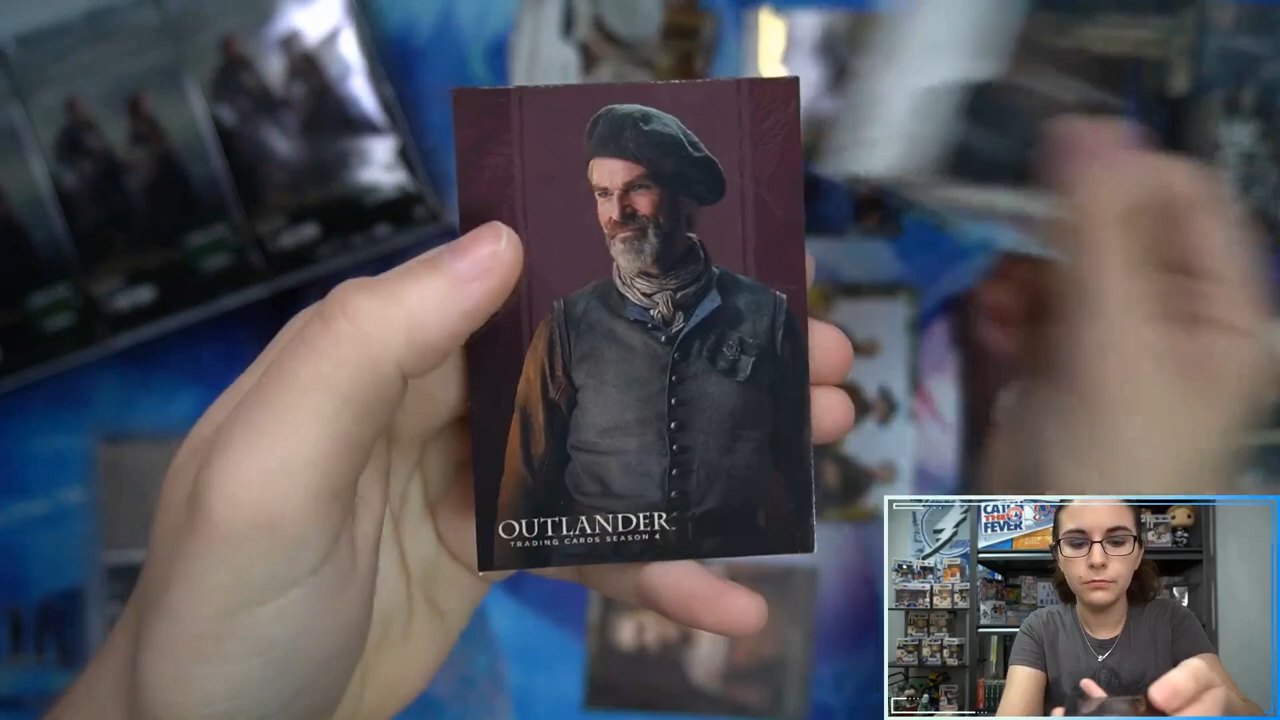 OUTLANDER
TRADING CARDS SEASON 4
CATCH
THE
FEVER